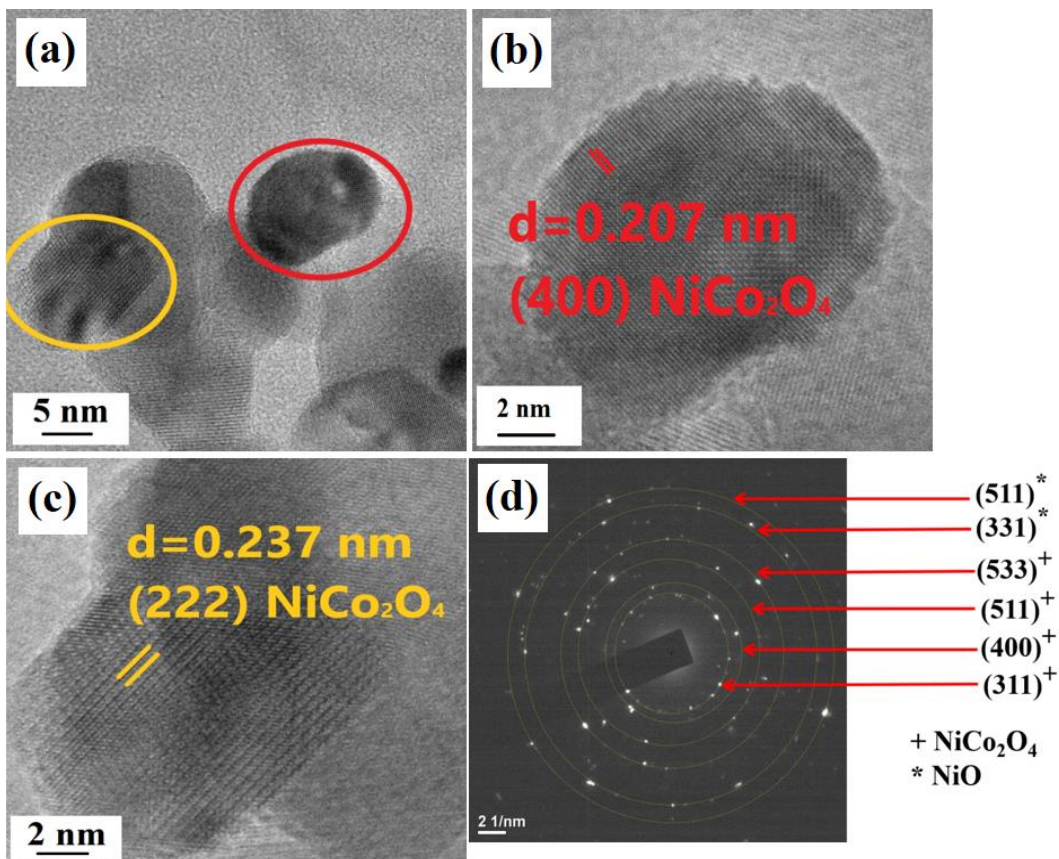 (a)
5 nm
(b)
d=0.207 nm
(400) NiCo₂O₄
2 nm
(c)
d=0.237 nm
(222) NiCo₂O₄
2 nm
(d)
(511)*
(331)*
(533)⁺
(511)⁺
(400)⁺
(311)⁺
+ NiCo₂O₄
* NiO
2 1/nm